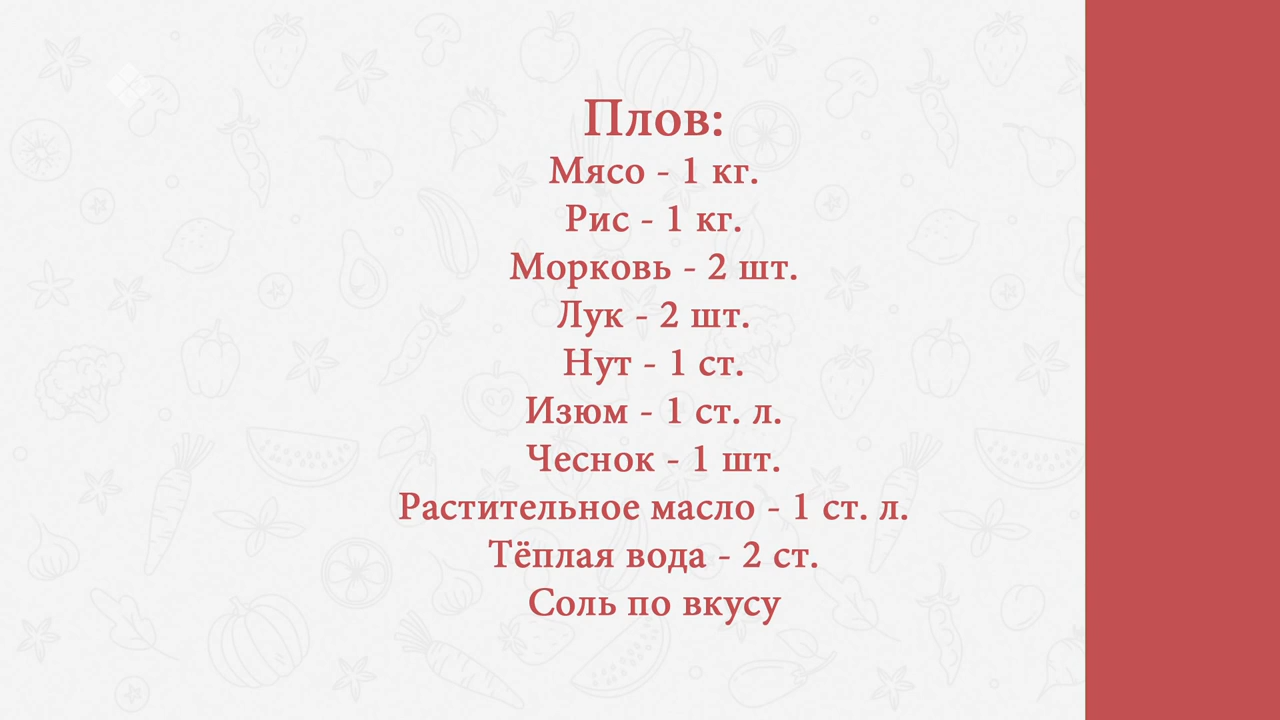 Плов:
Мясо - 1 кг.
Рис - 1 кг.
Морковь - 2 шт.
Лук - 2 шт.
Нут - 1 ст.
Изюм - 1 ст. л.
Чеснок - 1 шт.
Растительное масло - 1 ст. л.
Тёплая вода - 2 ст.
Соль по вкусу